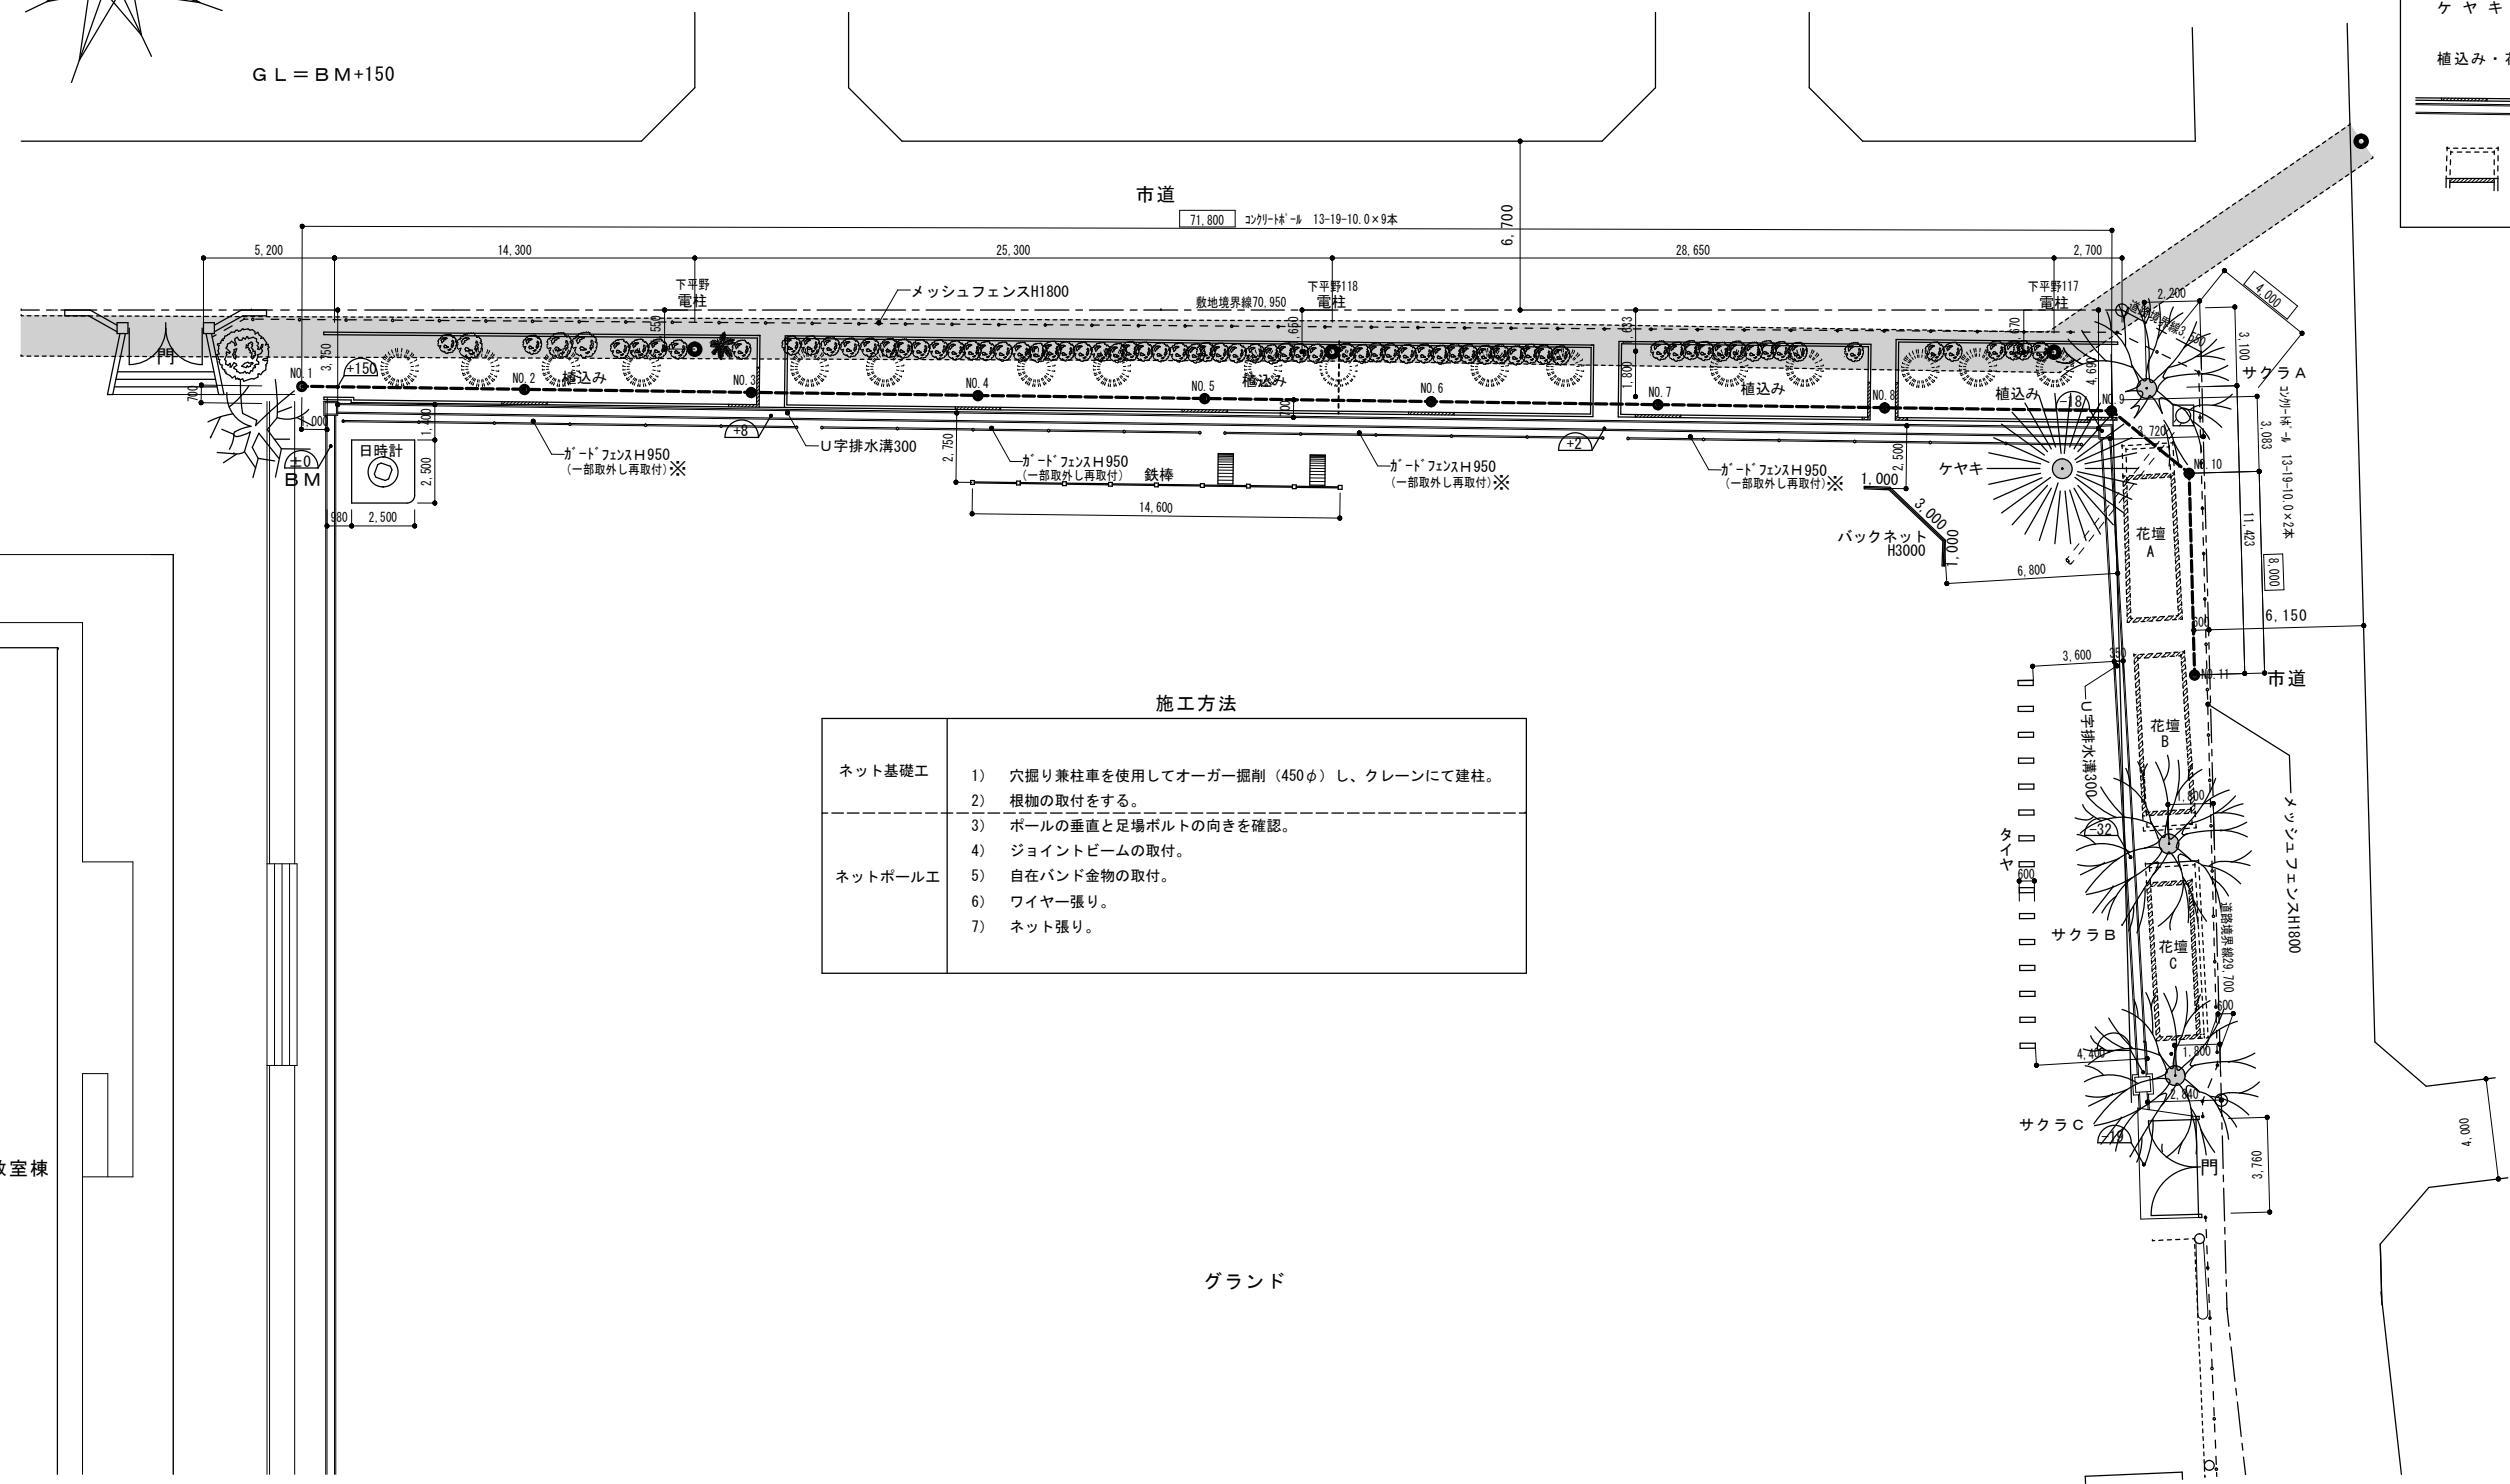 ケ ヤ キ
植込み・
ＧＬ＝ＢＭ+150
市道
71,800
ｺﾝｸﾘｰﾄﾎﾟｰﾙ 13-19-10.0×9本
6,700
5,200
14,300
25,300
28,650
2,700
下平野
電柱
メッシュフェンスH1800
敷地境界線70,950
下平野118
電柱
下平野117
電柱
2,200
4,000
3,100
門
3,750
+150
550
650
1,800
4,690
サクラＡ
NO.1
NO.2
植込み
NO.3
NO.4
NO.5
植込み
NO.6
NO.7
植込み
NO.8
植込み
-18
NO.9
700
1,400
日時計
±0
ＢＭ
2,500
980
2,500
+8
Ｕ字排水溝300
ｶﾞｰﾄﾞﾌｪﾝｽＨ950
(一部取外し再取付)※
2,750
ｶﾞｰﾄﾞﾌｪﾝｽＨ950
(一部取外し再取付)
鉄棒
14,600
ｶﾞｰﾄﾞﾌｪﾝｽＨ950
(一部取外し再取付)※
+2
ｶﾞｰﾄﾞﾌｪﾝｽＨ950
(一部取外し再取付)※
2,500
1,000
3,000
1,000
バックネット
H3000
ケヤキ
3,720
NO.10
3,083
ｺﾝｸﾘｰﾄﾎﾟｰﾙ 13-19-10.0×2本
11,423
8,000
花壇
A
6,800
600
6,150
3,600
350
NO.11
市道
Ｕ字排水溝300
花壇
B
1,800
-32
メッシュフェンスH1800
タイヤ
600
サクラＢ
道路境界線29,700
花壇
C
600
4,400
1,800
2,840
サクラＣ
-19
門
3,760
4,000
施工方法
ネット基礎工
1) 穴掘り兼柱車を使用してオーガー掘削（450φ）し、クレーンにて建柱。
2) 根枷の取付をする。
ネットポール工
3) ポールの垂直と足場ボルトの向きを確認。
4) ジョイントビームの取付。
5) 自在バンド金物の取付。
6) ワイヤー張り。
7) ネット張り。
室棟
グランド